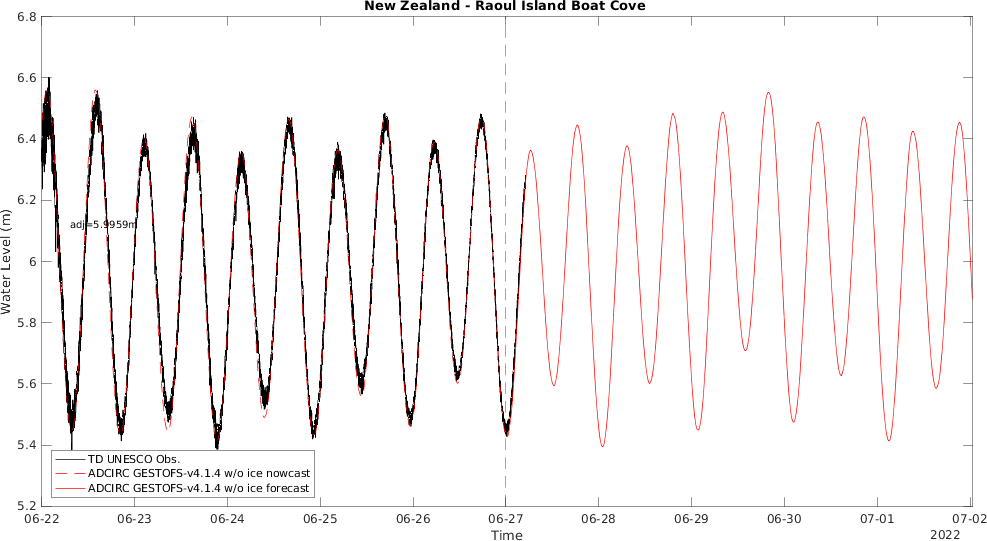 New Zealand - Raoul Island Boat Cove
6.8
6.6
6.4
6.2
6
5.8
5.6
5.4
5.2
Water Level (m)
adj=5.9959m
TD UNESCO Obs.
ADCIRC GESTOFS-v4.1.4 w/o ice nowcast
ADCIRC GESTOFS-v4.1.4 w/o ice forecast
06-22 06-23 06-24 06-25 06-26 06-27 06-28 06-29 06-30 07-01 07-02
Time
2022